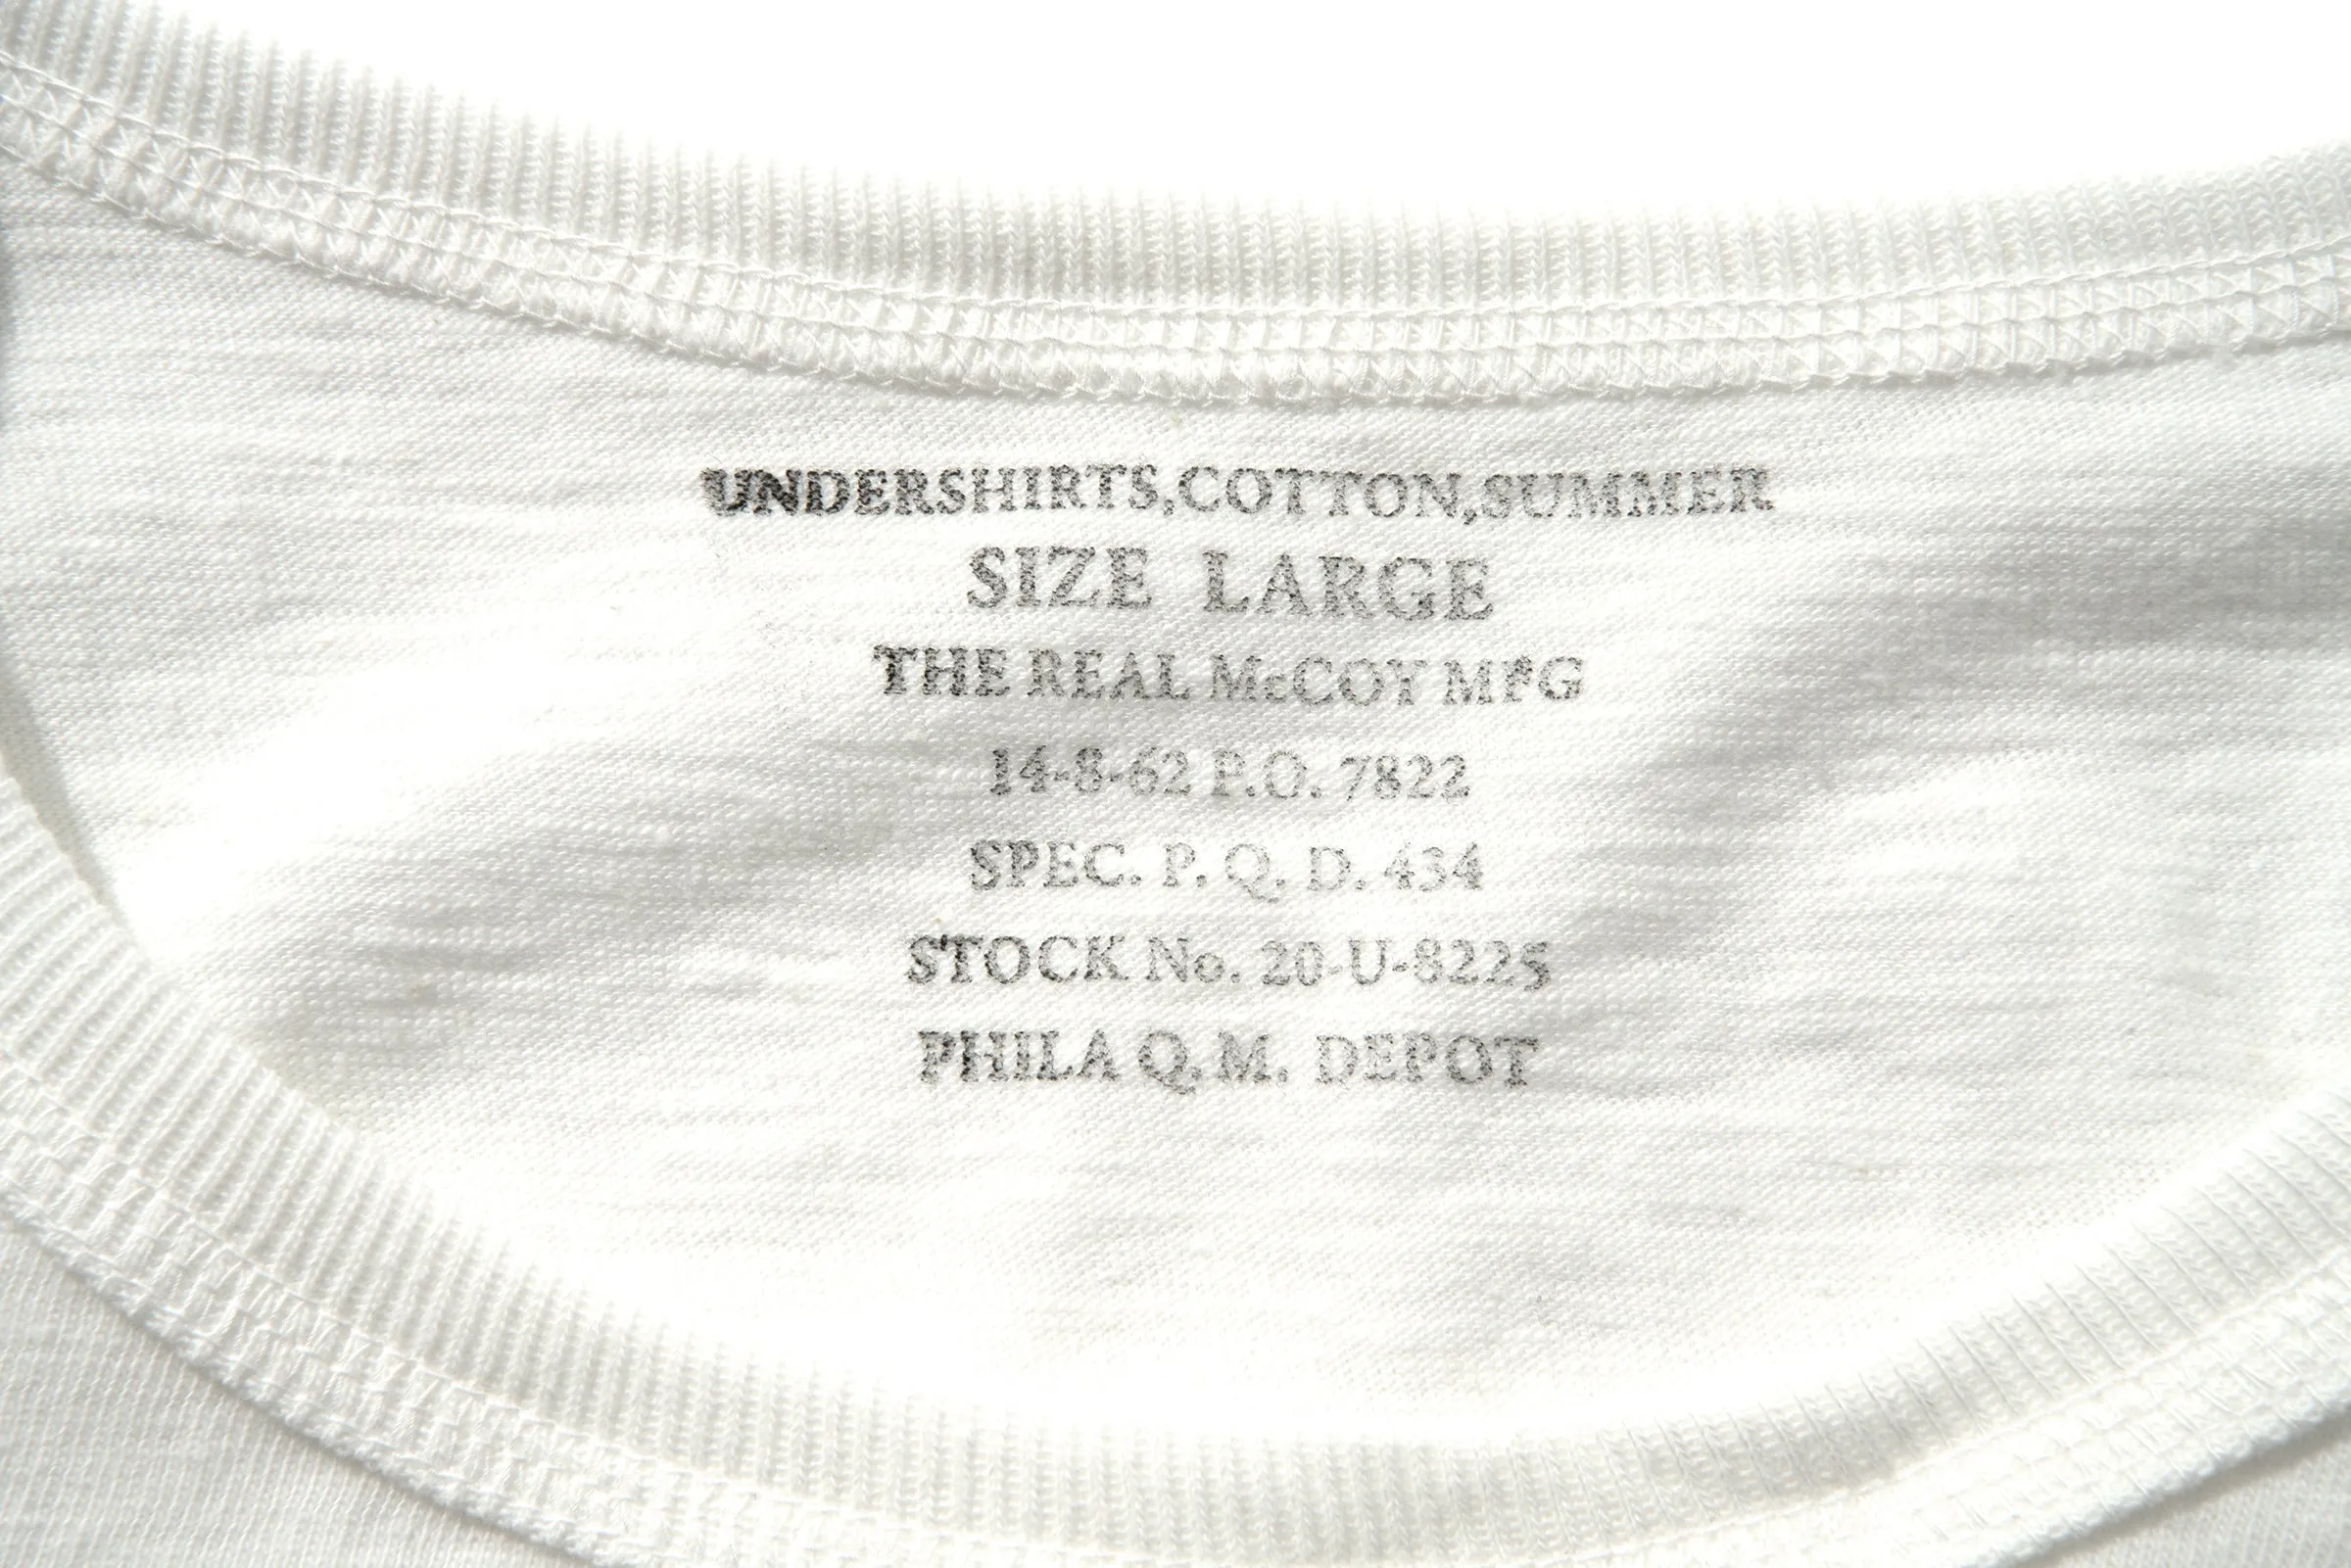 UNDERSHIRTS,COTTON,SUMMER
SIZE LARGE
THE REAL McCOY MFG
14-8-62 P.O. 7822
SPEC. P. Q. D. 434
STOCK No. 20-U-8225
PHILA Q.M. DEPOT